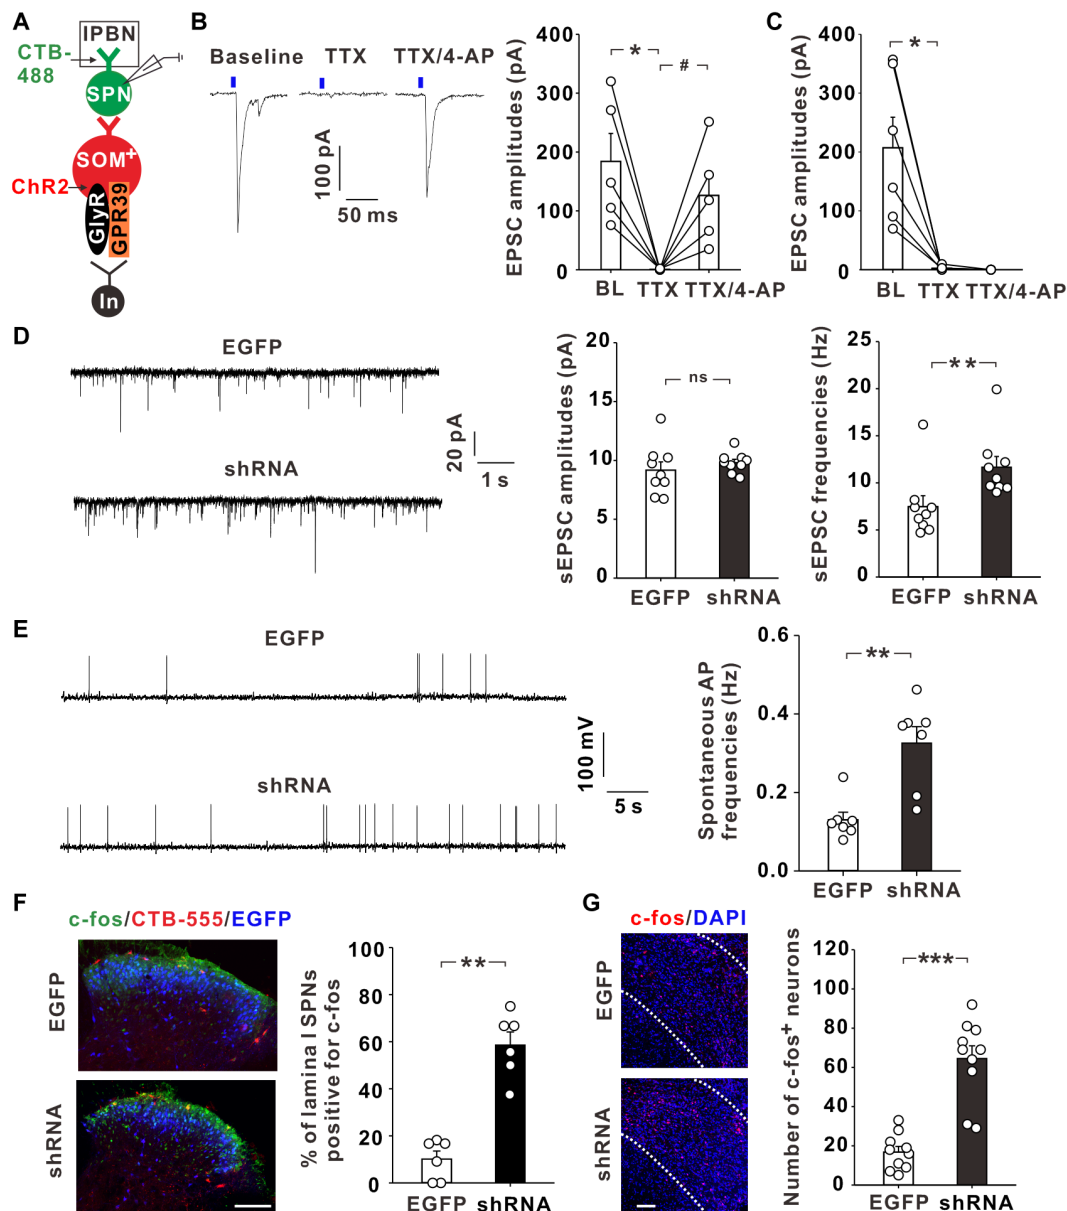 A
IPBN
CTB-
488
SPN
SOM+
ChR2
GlyR
GPR39
In
B
Baseline TTX TTX/4-AP
100 pA
50 ms
EPSC amplitudes (pA)
400
300
200
100
0
* #
BL TTX TTX/4-AP
C
EPSC amplitudes (pA)
400
300
200
100
0
*
BL TTX TTX/4-AP
D
EGFP
shRNA
20 pA
1 s
sEPSC amplitudes (pA)
20
15
10
5
0
ns
EGFP shRNA
sEPSC frequencies (Hz)
25
20
15
10
5
0
**
EGFP shRNA
E
EGFP
shRNA
100 mV
5 s
Spontaneous AP
frequencies (Hz)
0.6
0.4
0.2
0.0
**
EGFP shRNA
F
c-fos/CTB-555/EGFP
EGFP
shRNA
% of lamina I SPNs
positive for c-fos
100
80
60
40
20
0
**
EGFP shRNA
G
c-fos/DAPI
EGFP
shRNA
Number of c-fos+ neurons
120
100
80
60
40
20
0
***
EGFP shRNA